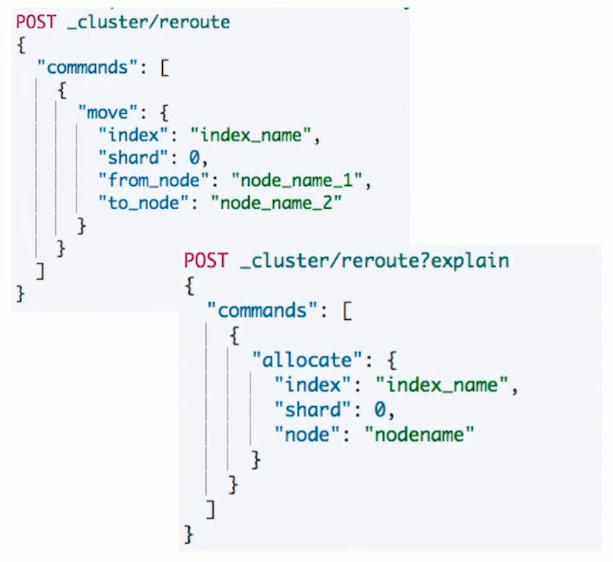 POST _cluster/reroute
{
  "commands": [
    {
      "move": {
        "index": "index_name",
        "shard": 0,
        "from_node": "node_name_1",
        "to_node": "node_name_2"
      }
    }
  ]
}
POST _cluster/reroute?explain
{
  "commands": [
    {
      "allocate": {
        "index": "index_name",
        "shard": 0,
        "node": "nodename"
      }
    }
  ]
}